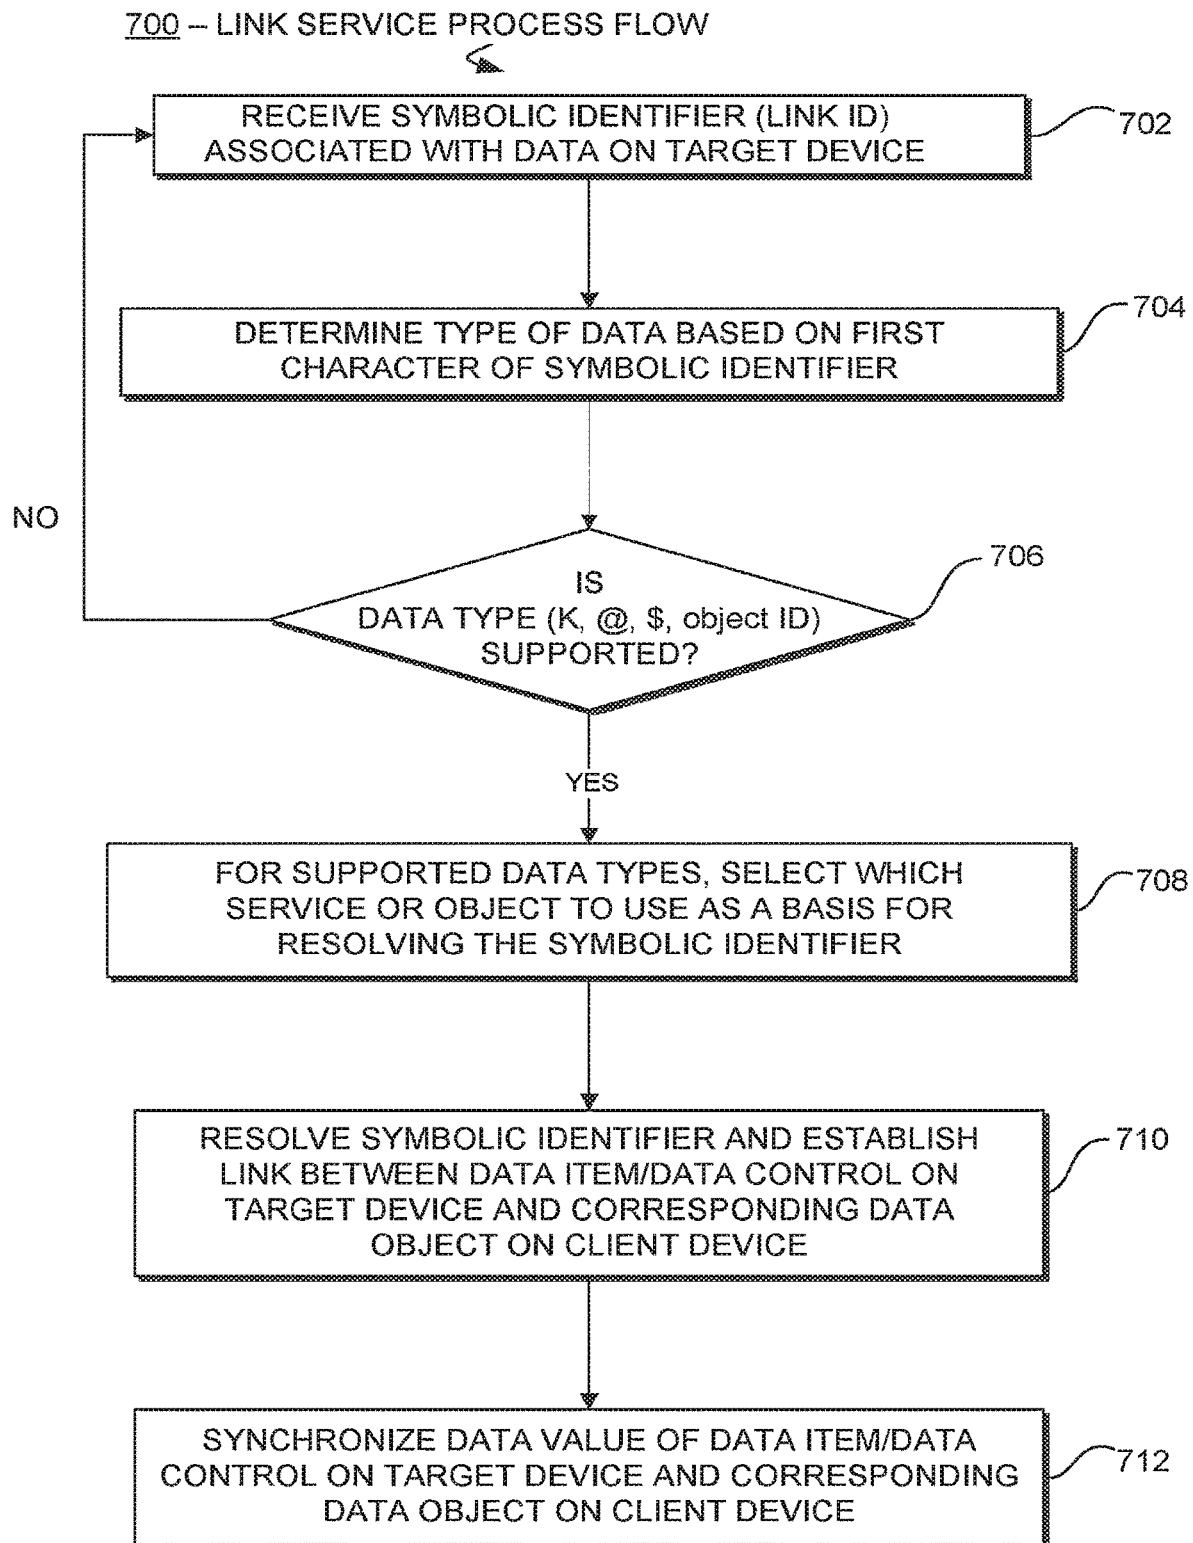 700 – LINK SERVICE PROCESS FLOW
RECEIVE SYMBOLIC IDENTIFIER (LINK ID)
ASSOCIATED WITH DATA ON TARGET DEVICE
702
DETERMINE TYPE OF DATA BASED ON FIRST
CHARACTER OF SYMBOLIC IDENTIFIER
704
NO
IS
DATA TYPE (K, @, $, object ID)
SUPPORTED?
706
YES
FOR SUPPORTED DATA TYPES, SELECT WHICH
SERVICE OR OBJECT TO USE AS A BASIS FOR
RESOLVING THE SYMBOLIC IDENTIFIER
708
RESOLVE SYMBOLIC IDENTIFIER AND ESTABLISH
LINK BETWEEN DATA ITEM/DATA CONTROL ON
TARGET DEVICE AND CORRESPONDING DATA
OBJECT ON CLIENT DEVICE
710
SYNCHRONIZE DATA VALUE OF DATA ITEM/DATA
CONTROL ON TARGET DEVICE AND CORRESPONDING
DATA OBJECT ON CLIENT DEVICE
712